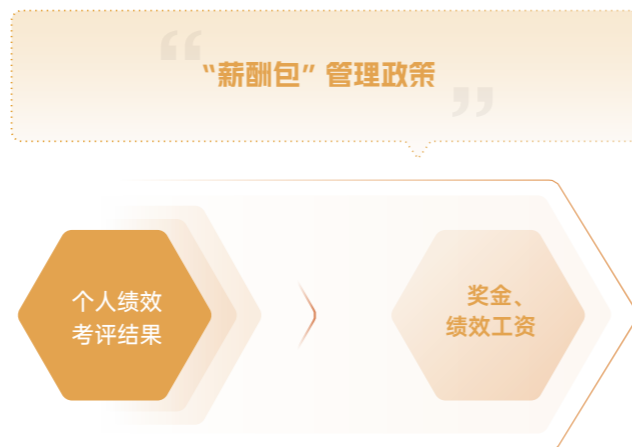 “薪酬包”管理政策
个人绩效
考评结果
奖金、
绩效工资